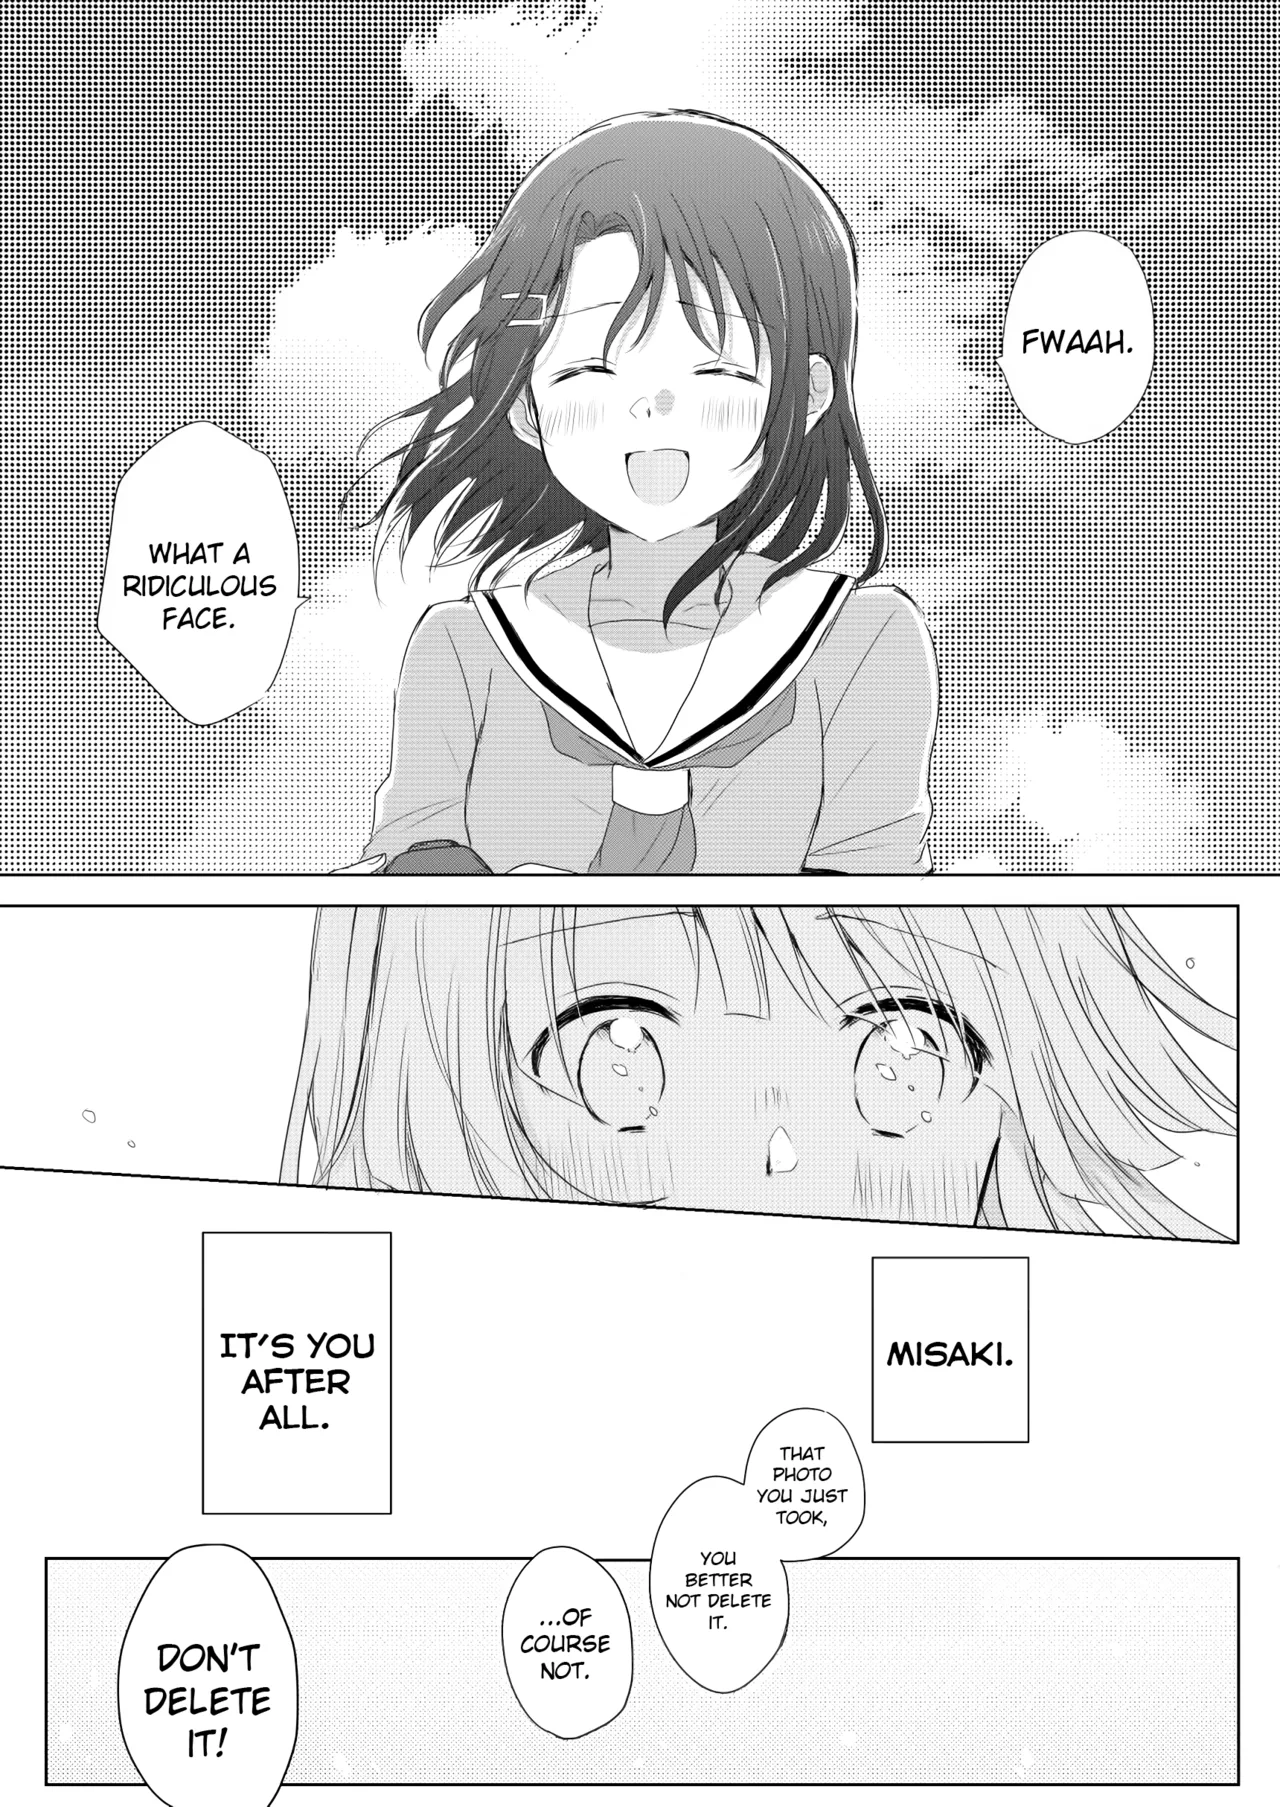 FWAAH.
WHAT A
RIDICULOUS
FACE.
MISAKI.
IT'S YOU
AFTER
ALL.
THAT
PHOTO
YOU JUST
TOOK,
YOU
BETTER
NOT DELETE
IT.
...OF
COURSE
NOT.
DON'T
DELETE
IT!